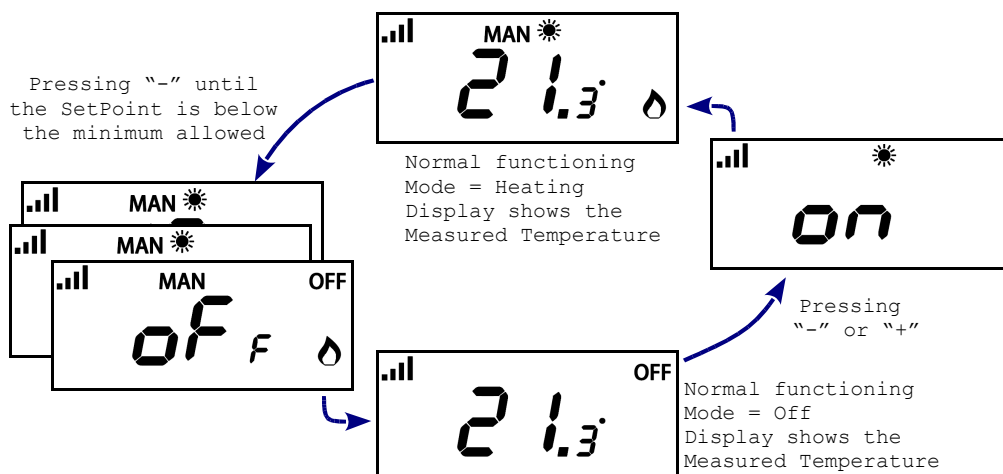 MAN
21.3°
Pressing “-” until
the SetPoint is below
the minimum allowed
Normal functioning
Mode = Heating
Display shows the
Measured Temperature
on
MAN
MAN
MAN OFF
oFF
Pressing
“-” or “+”
OFF
21.3°
Normal functioning
Mode = Off
Display shows the
Measured Temperature